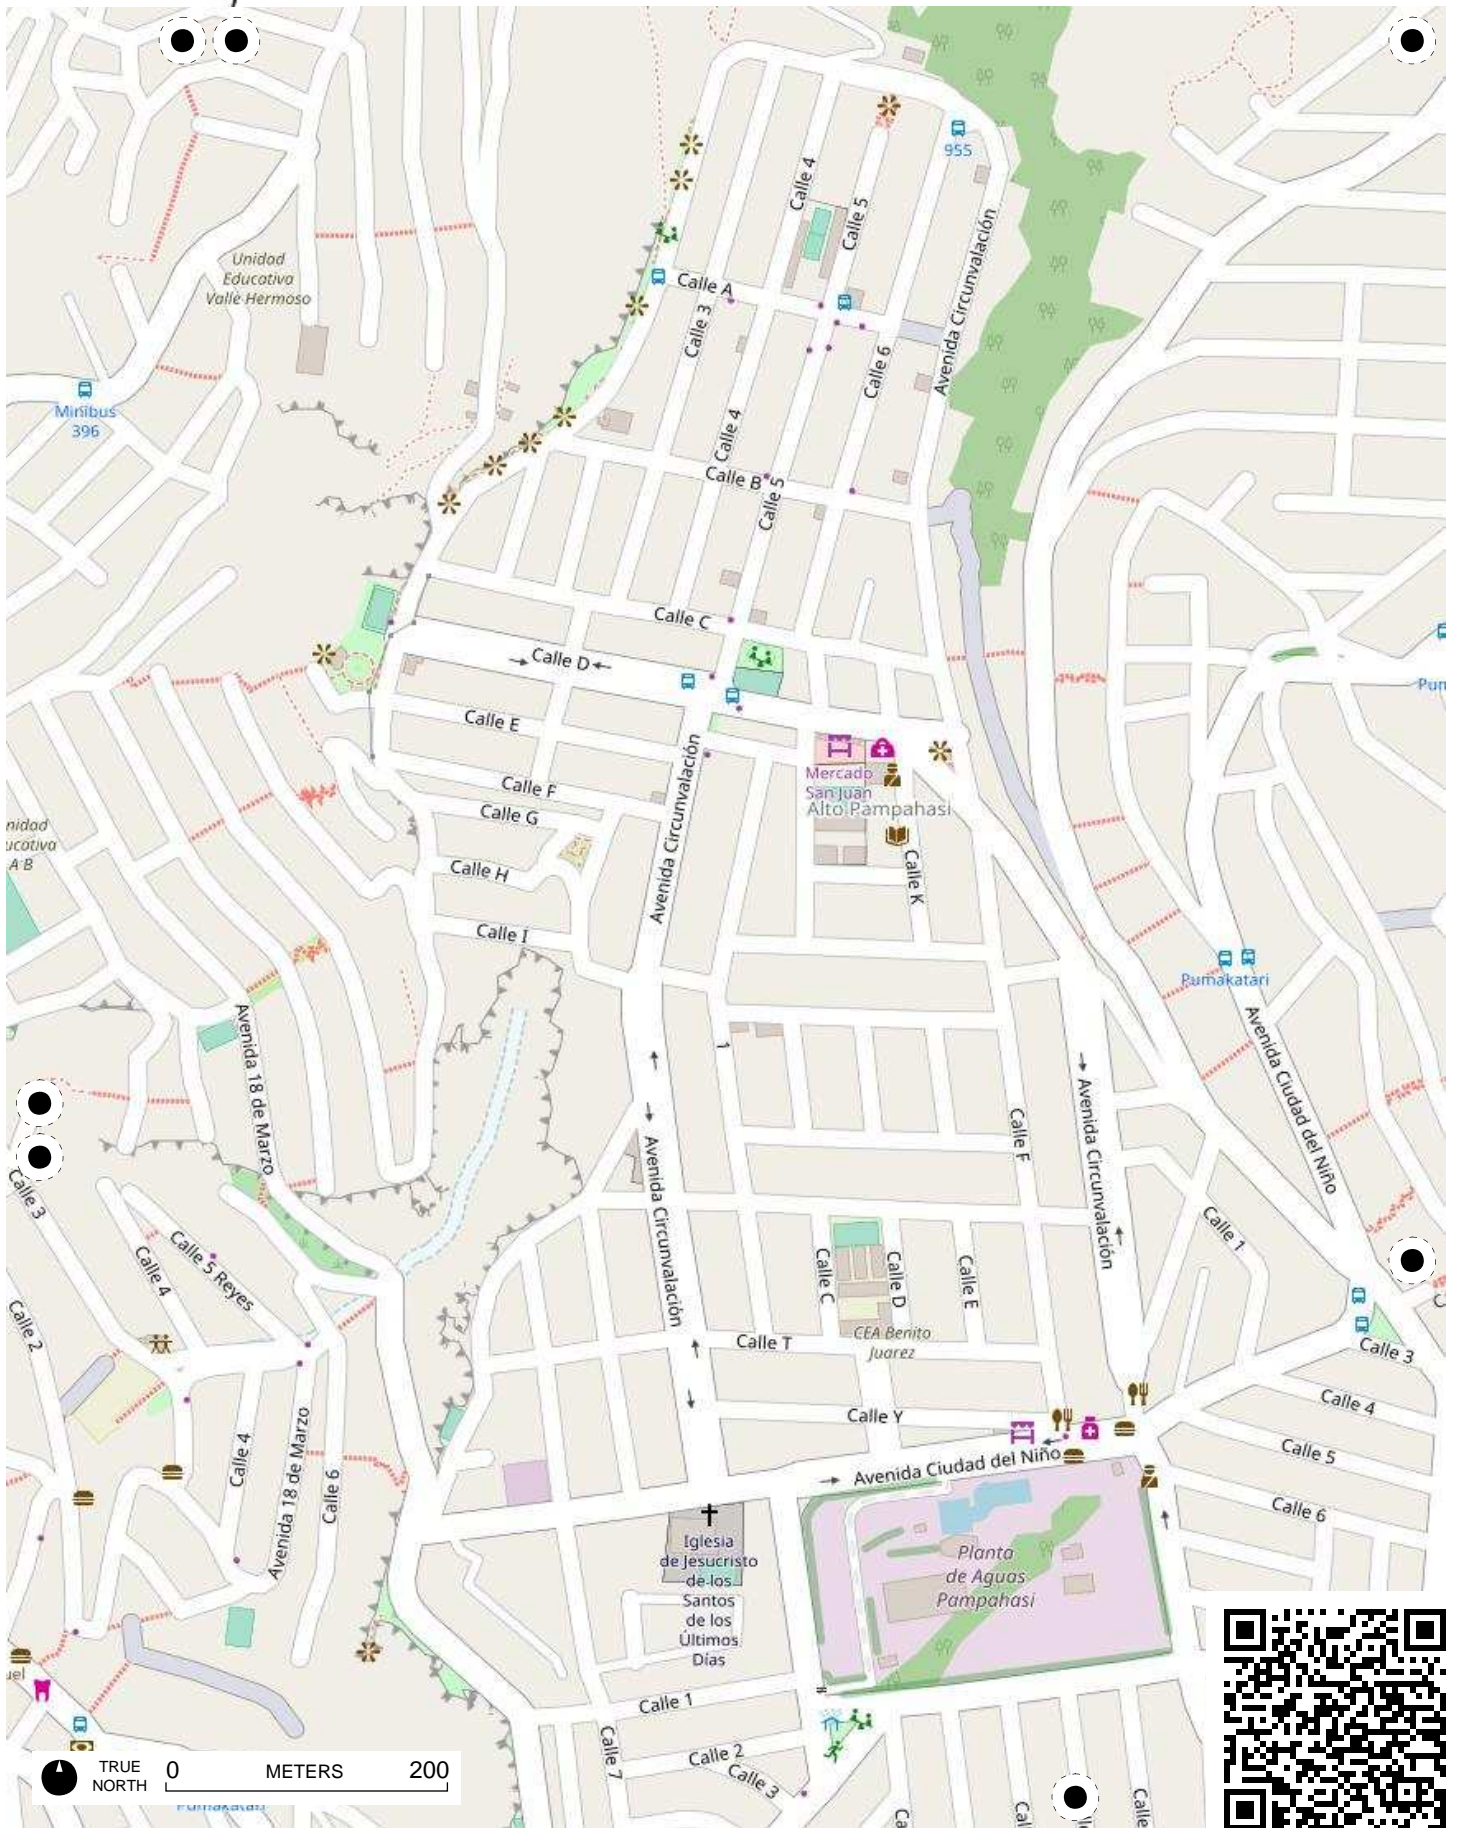 955
Calle 4
Calle 5
Avenida Circunvalación
Unidad
Educativa
Valle Hermoso
Calle A
Calle 3
Calle 6
Minibus
396
Calle 4
Calle B
Calle 5
Calle C
Calle D
Calle E
Avenida Circunvalación
Mercado
San Juan
Alto Pampahasi
Calle F
Calle G
Calle H
Calle K
Calle I
A B
Pumakatari
Avenida 18 de Marzo
1
Avenida Ciudad del Niño
Avenida Circunvalación
Calle F
Avenida Circunvalación
Calle 3
Calle 4
Calle 5 Reyes
Calle 1
Calle C
Calle D
Calle E
Calle 2
Calle T
CEA Benito
Juarez
Calle 3
Calle 4
Calle Y
Calle 5
Avenida Ciudad del Niño
Calle 4
Avenida 18 de Marzo
Calle 6
Calle 6
Iglesia
de Jesucristo
de los
Santos
de los
Últimos
Días
Planta
de Aguas
Pampahasi
Calle 1
Calle 7
Calle 2
Calle 3
TRUE
NORTH
0 METERS 200
Calle